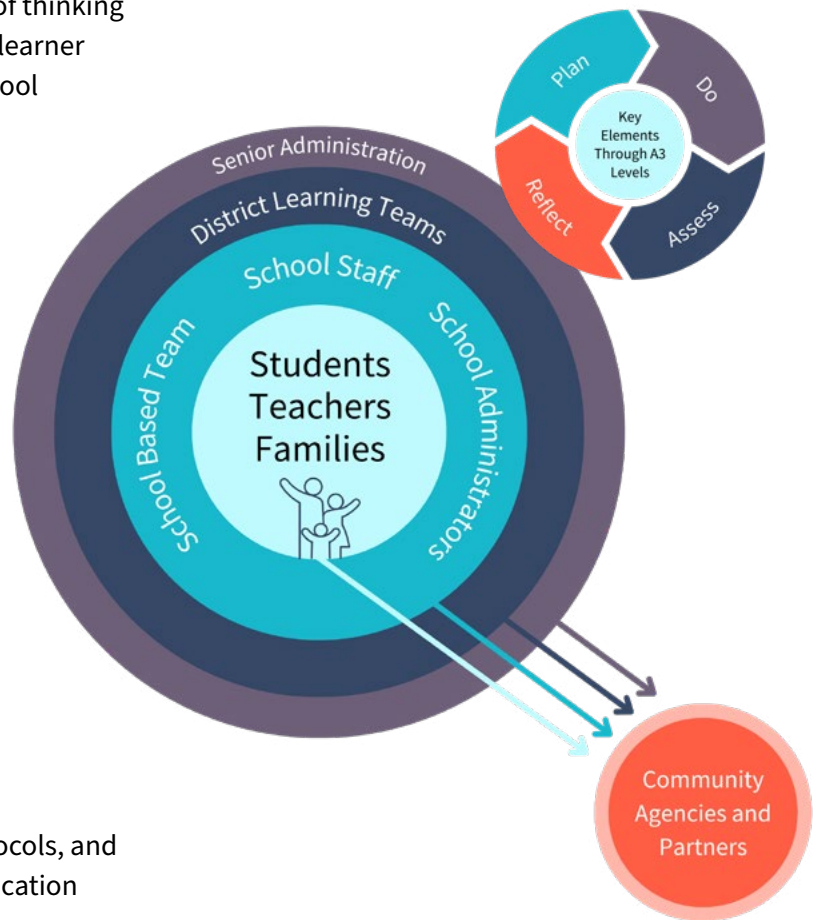 of thinking
learner
ool
Plan
Do
Key
Elements
Through A3
Levels
Reflect
Assess
Senior Administration
District Learning Teams
School Staff
School Based Team
School Administrators
Students
Teachers
Families
Community
Agencies and
Partners
ocols, and
cation